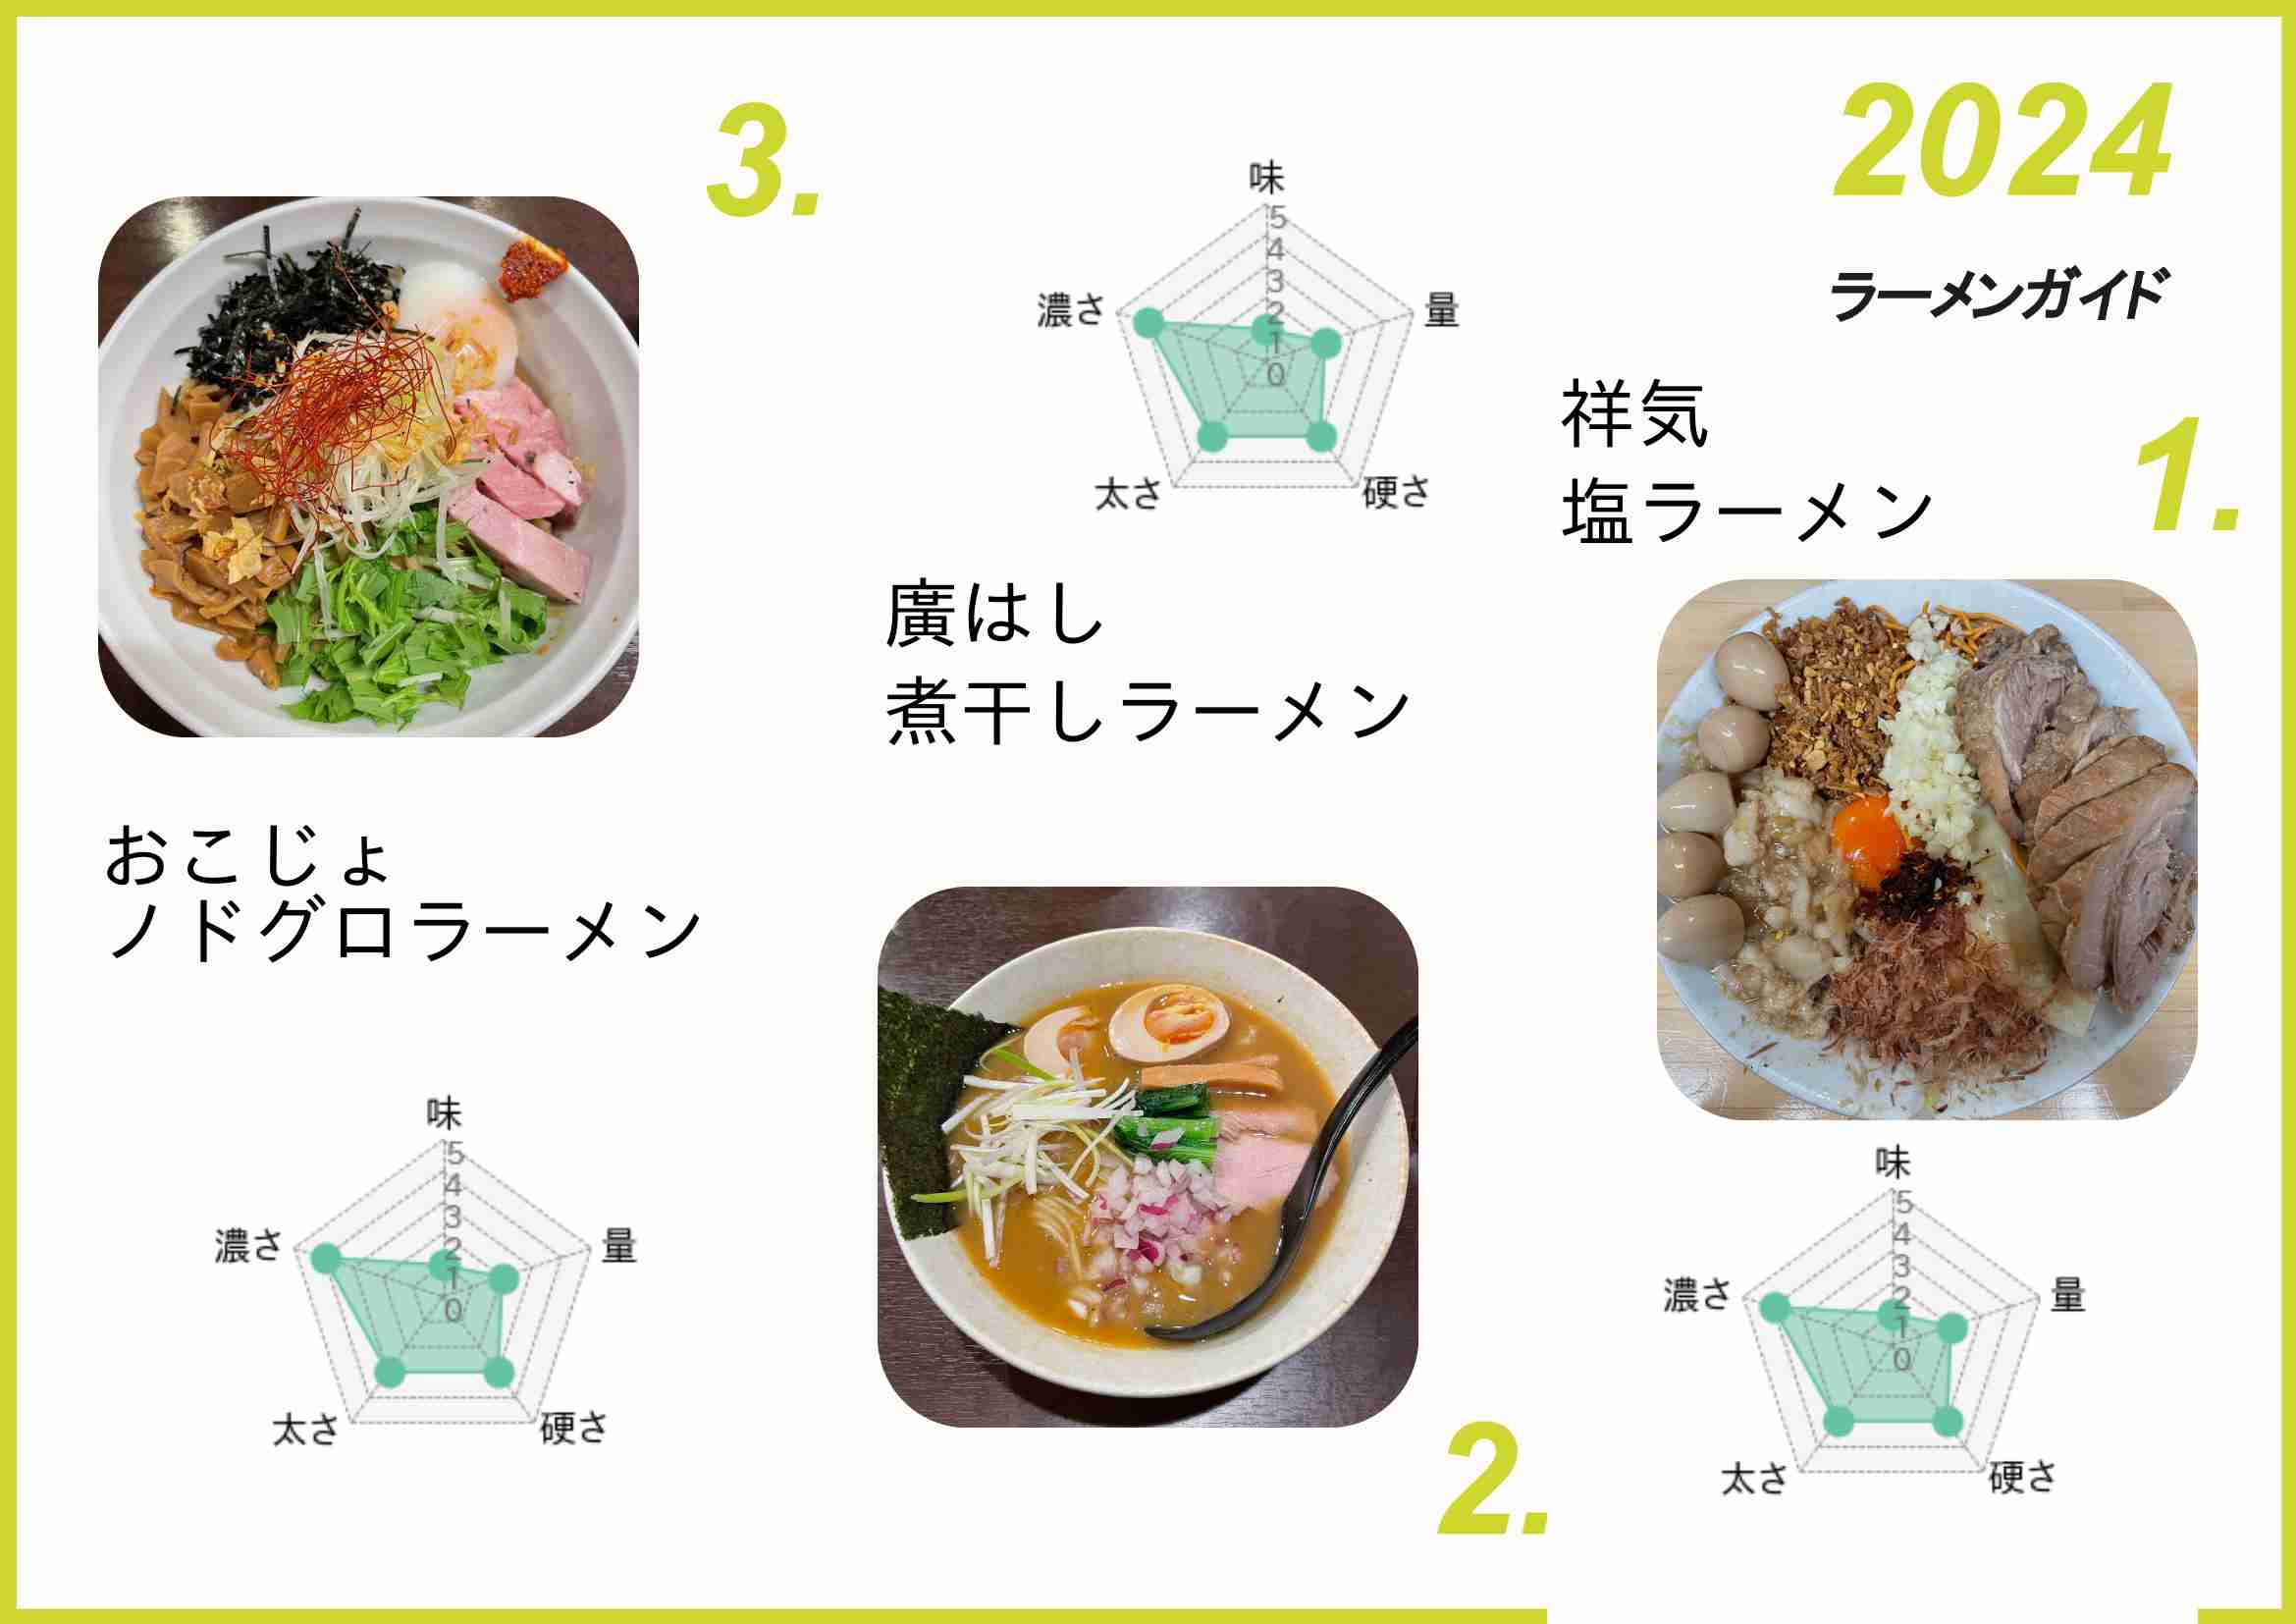 2024
ラーメンガイド
1.
祥気
塩ラーメン
味
5
4
3
2
1
0
量
硬さ
太さ
濃さ
2.
廣はし
煮干しラーメン
味
5
4
3
2
1
0
量
硬さ
太さ
濃さ
3.
おこじょ
ノドグロラーメン
味
5
4
3
2
1
0
量
硬さ
太さ
濃さ